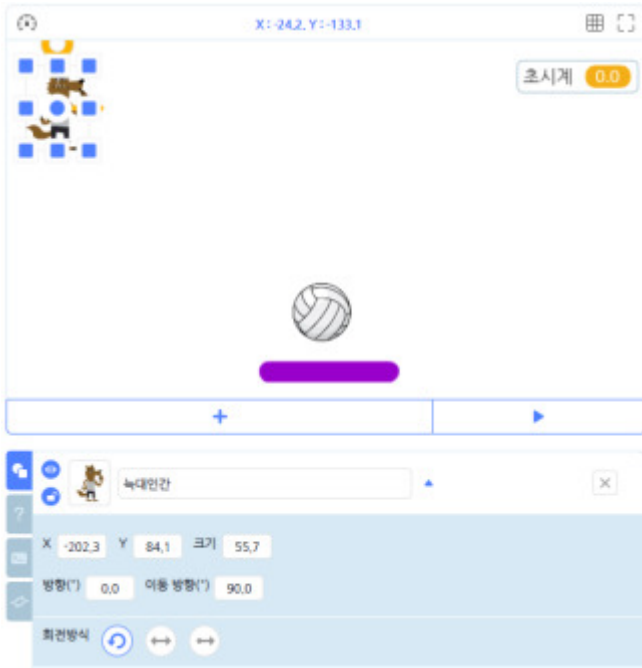 X : -24.2, Y : -133.1
초시계 0.0
늑대인간
X -202.3 Y 84.1 크기 55.7
방향(°) 0.0 이동 방향(°) 90.0
회전방식